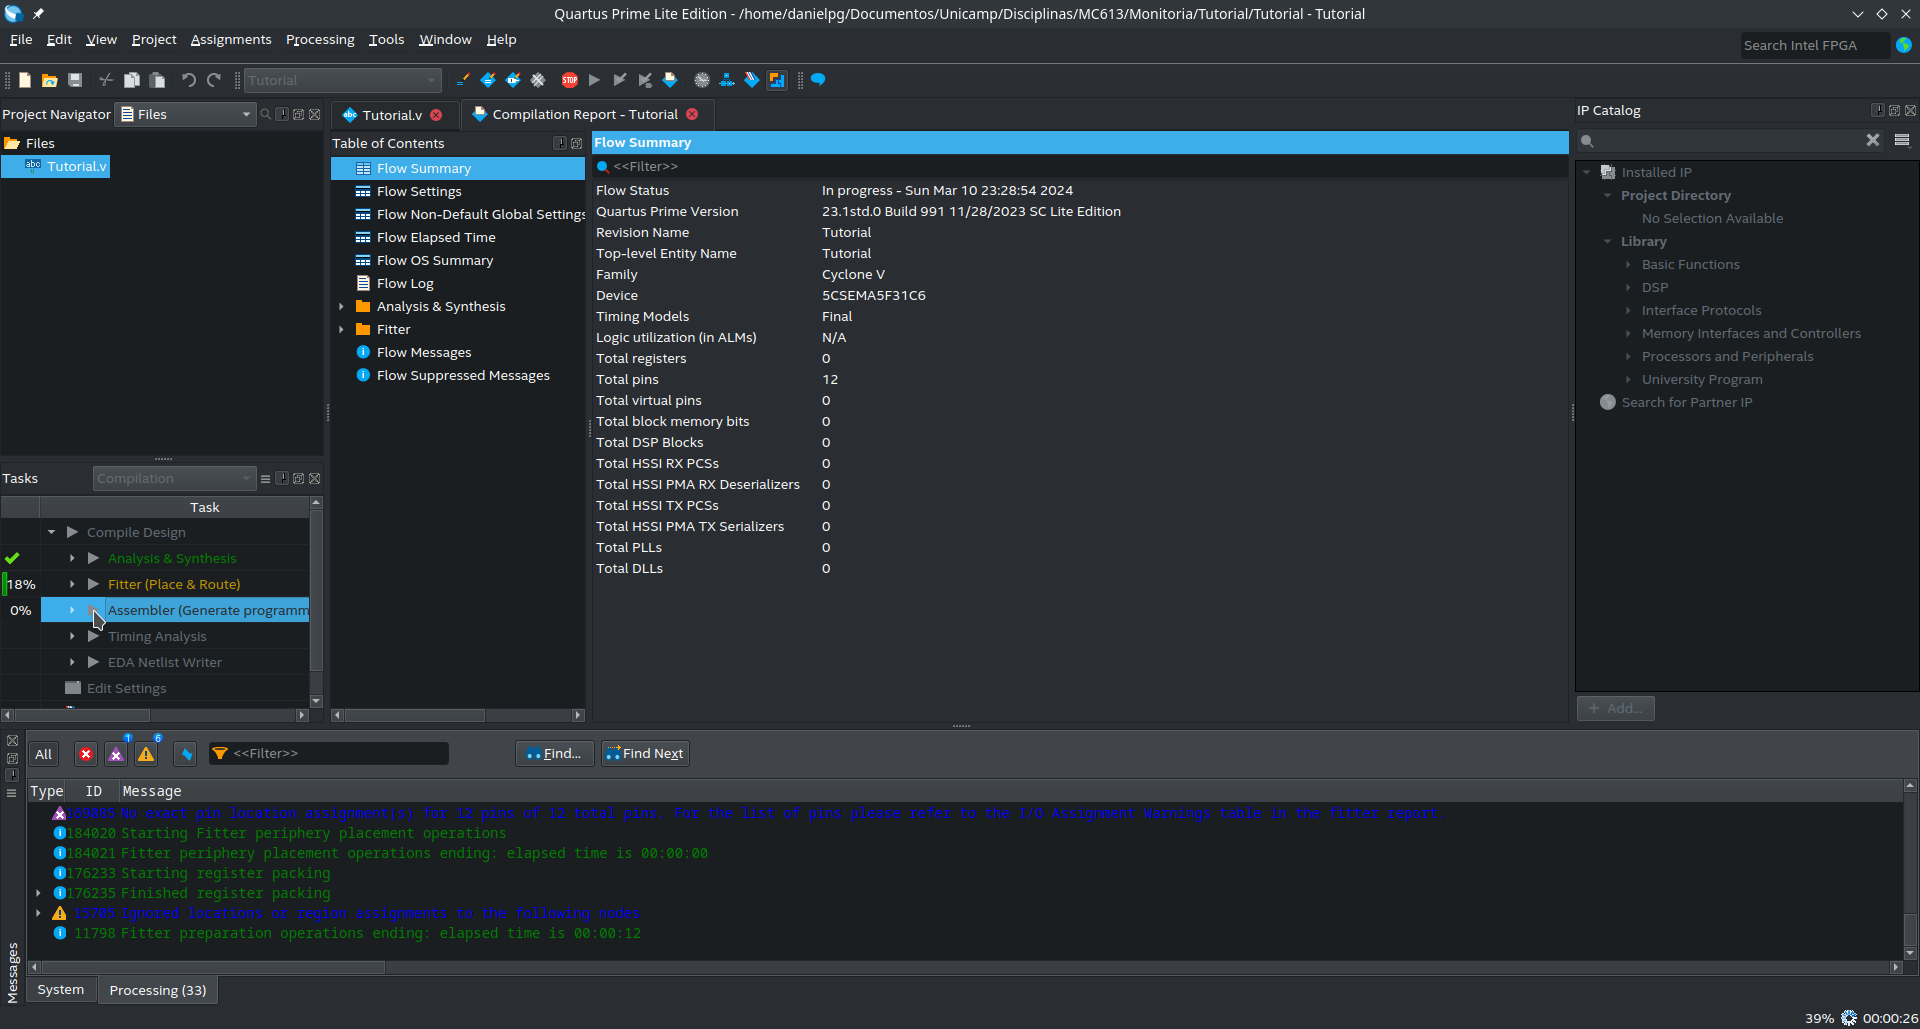 Quartus Prime Lite Edition - /home/danielpg/Documentos/Unicamp/Disciplinas/MC613/Monitoria/Tutorial/Tutorial - Tutorial
File Edit View Project Assignments Processing Tools Window Help
Search Intel FPGA
Tutorial
STOP
Project Navigator Files
Files
abc Tutorial.v
Tasks Compilation
Task
Compile Design
Analysis & Synthesis
18% Fitter (Place & Route)
0% Assembler (Generate programm
Timing Analysis
EDA Netlist Writer
Edit Settings
abc Tutorial.v
Compilation Report - Tutorial
Table of Contents
Flow Summary
Flow Settings
Flow Non-Default Global Settings
Flow Elapsed Time
Flow OS Summary
Flow Log
Analysis & Synthesis
Fitter
Flow Messages
Flow Suppressed Messages
Flow Summary
<<Filter>>
Flow Status In progress - Sun Mar 10 23:28:54 2024
Quartus Prime Version 23.1std.0 Build 991 11/28/2023 SC Lite Edition
Revision Name Tutorial
Top-level Entity Name Tutorial
Family Cyclone V
Device 5CSEMA5F31C6
Timing Models Final
Logic utilization (in ALMs) N/A
Total registers 0
Total pins 12
Total virtual pins 0
Total block memory bits 0
Total DSP Blocks 0
Total HSSI RX PCSs 0
Total HSSI PMA RX Deserializers 0
Total HSSI TX PCSs 0
Total HSSI PMA TX Serializers 0
Total PLLs 0
Total DLLs 0
IP Catalog
Installed IP
Project Directory
No Selection Available
Library
Basic Functions
DSP
Interface Protocols
Memory Interfaces and Controllers
Processors and Peripherals
University Program
Search for Partner IP
+ Add...
All 1 6 <<Filter>> Find... Find Next
Type ID Message
169085 No exact pin location assignment(s) for 12 pins of 12 total pins. For the list of pins please refer to the I/O Assignment Warnings table in the fitter report.
184020 Starting Fitter periphery placement operations
184021 Fitter periphery placement operations ending: elapsed time is 00:00:00
176233 Starting register packing
176235 Finished register packing
15705 Ignored locations or region assignments to the following nodes
11798 Fitter preparation operations ending: elapsed time is 00:00:12
Messages
System Processing (33)
39% 00:00:26